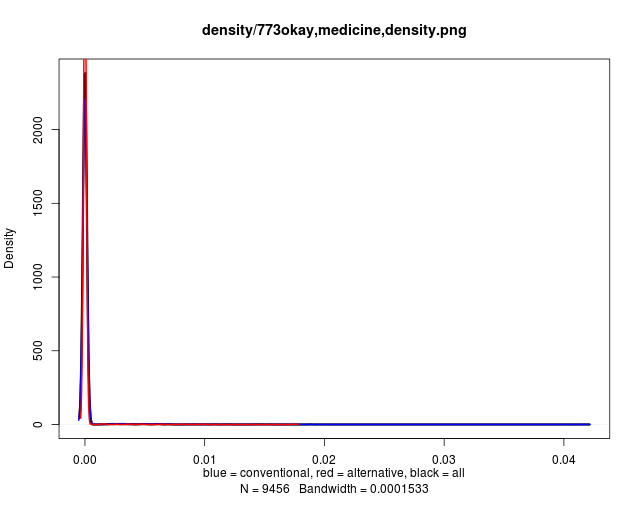 density/773okay,medicine,density.png
Density
2000
1500
1000
500
0
0.00 0.01 0.02 0.03 0.04
blue = conventional, red = alternative, black = all
N = 9456 Bandwidth = 0.0001533